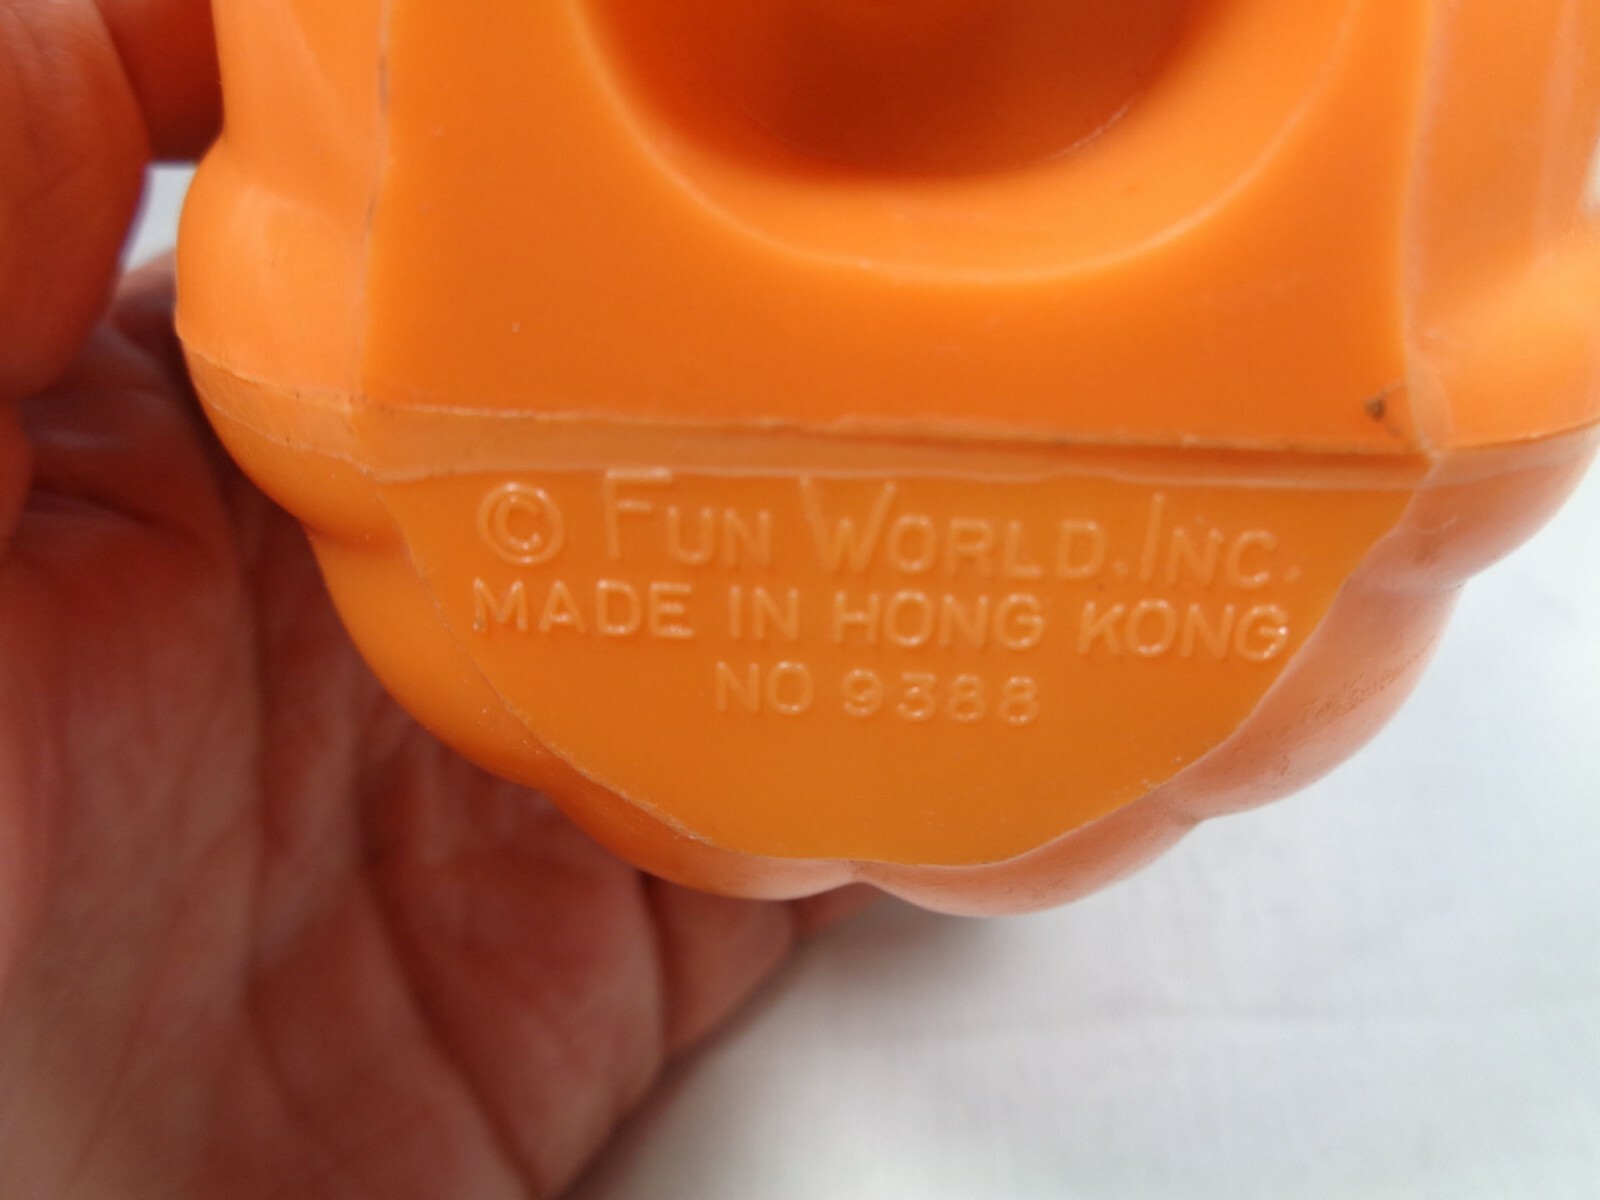 © FUN WORLD, INC.
MADE IN HONG KONG
NO 9388